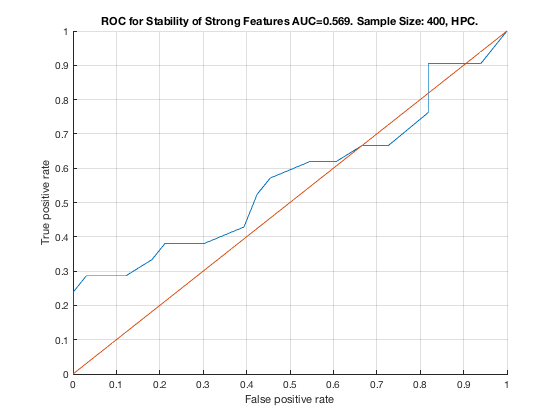 ROC for Stability of Strong Features AUC=0.569. Sample Size: 400, HPC.
1
0.9
0.8
0.7
0.6
0.5
0.4
0.3
0.2
0.1
0
True positive rate
0 0.1 0.2 0.3 0.4 0.5 0.6 0.7 0.8 0.9 1
False positive rate